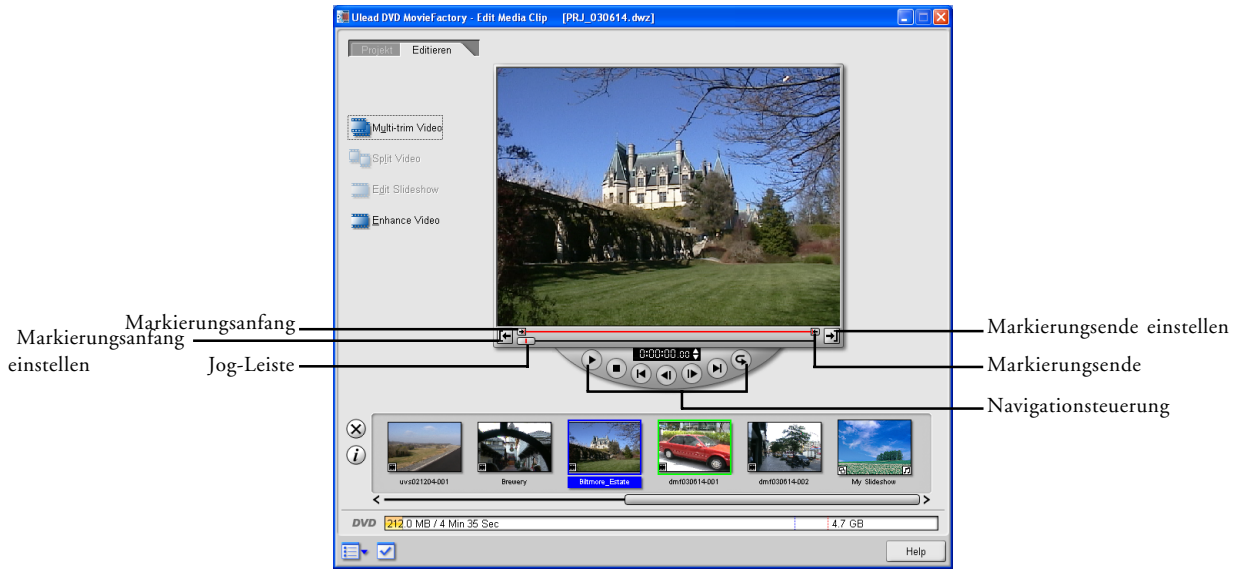 Ulead DVD MovieFactory - Edit Media Clip [PRJ_030614.dwz]
Projekt Editieren
Multi-trim Video
Split Video
Edit Slideshow
Enhance Video
Markierungsanfang
Markierungsanfang einstellen
Jog-Leiste
Markierungsende einstellen
Markierungsende
Navigationsteuerung
0:00:00.00
uvs021204-001
Brewery
Biltmore_Estate
dmf030614-001
dmf030614-002
My Slideshow
DVD 212.0 MB / 4 Min 35 Sec 4.7 GB
Help